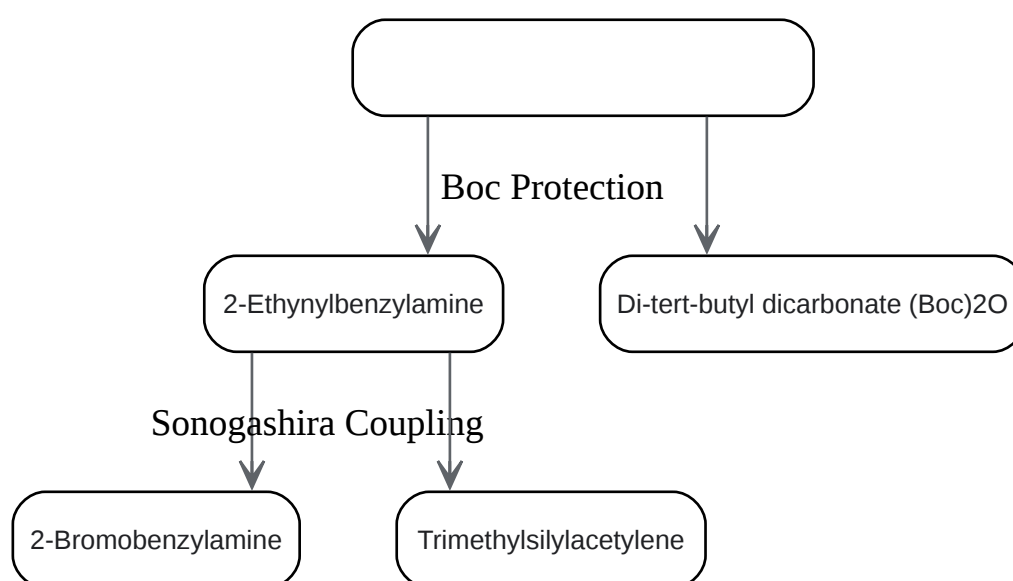 Boc Protection
2-Ethynylbenzylamine
Di-tert-butyl dicarbonate (Boc)2O
Sonogashira Coupling
2-Bromobenzylamine
Trimethylsilylacetylene